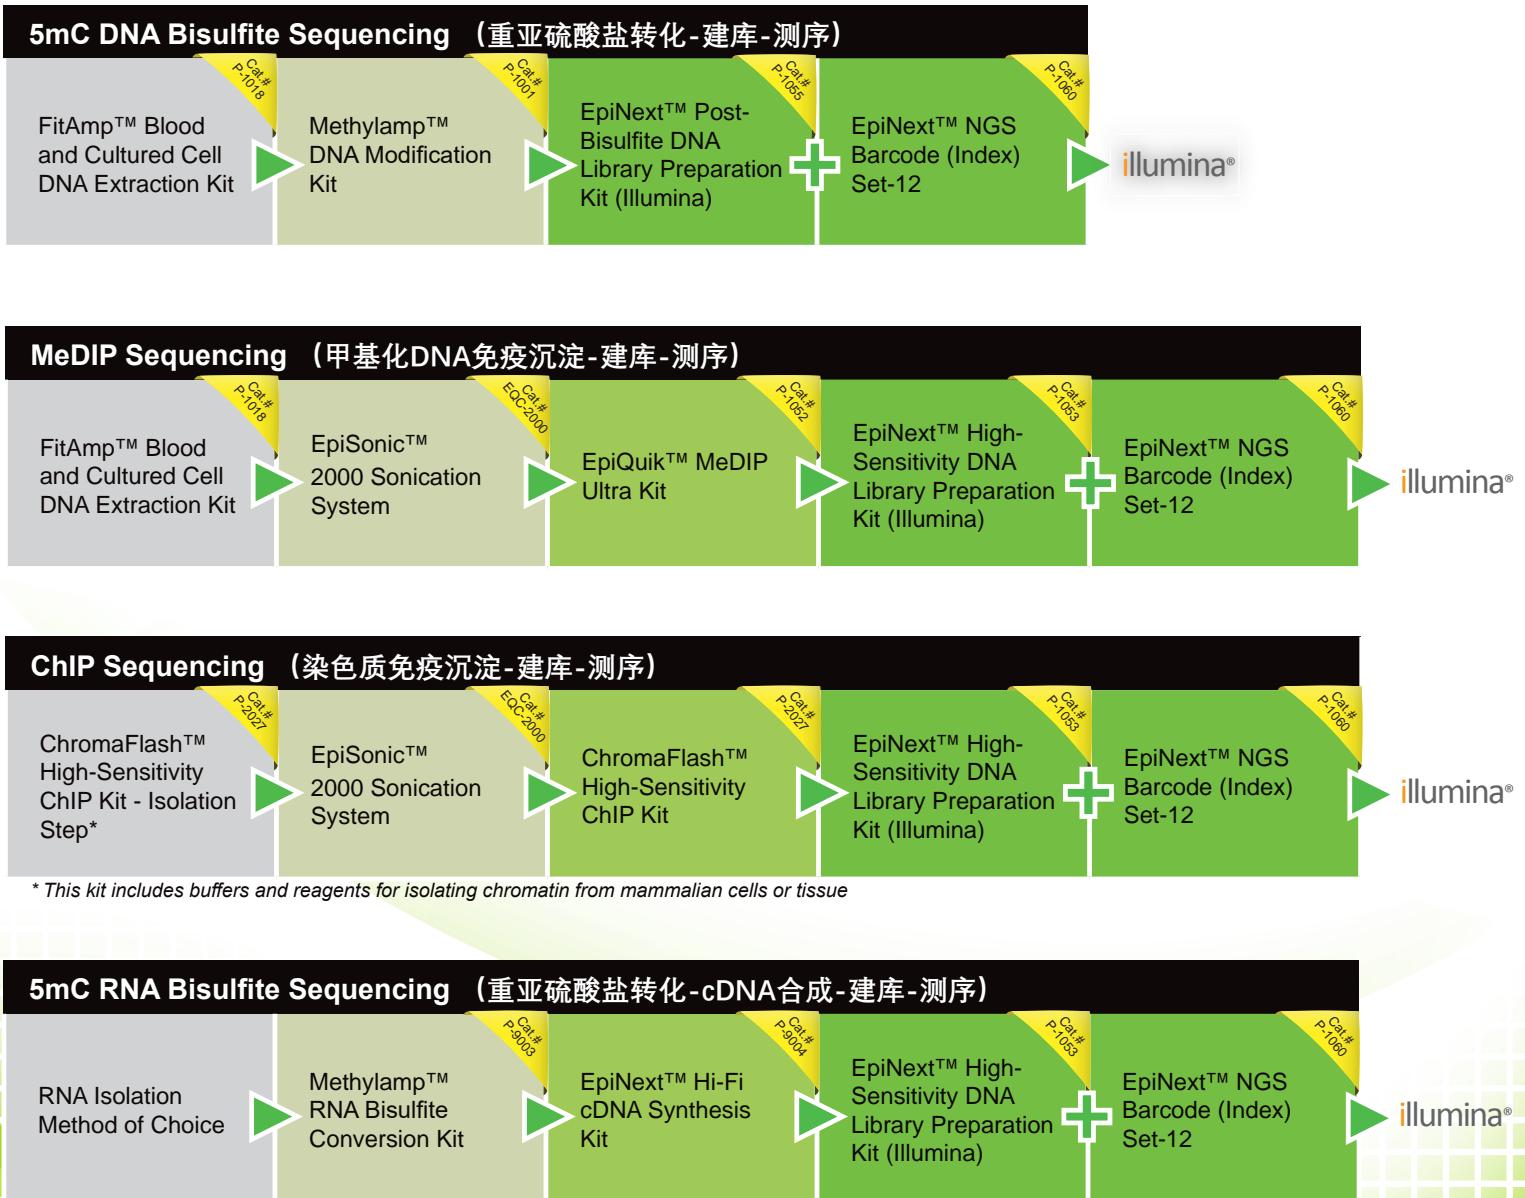 5mC DNA Bisulfite Sequencing （重亚硫酸盐转化-建库-测序）
Cat.#
P-1018
FitAmp™ Blood
and Cultured Cell
DNA Extraction Kit
Cat.#
P-1001
Methylamp™
DNA Modification
Kit
Cat.#
P-1055
EpiNext™ Post-
Bisulfite DNA
Library Preparation
Kit (Illumina)
Cat.#
P-1060
EpiNext™ NGS
Barcode (Index)
Set-12
illumina®
MeDIP Sequencing （甲基化DNA免疫沉淀-建库-测序）
Cat.#
P-1018
FitAmp™ Blood
and Cultured Cell
DNA Extraction Kit
Cat.#
EQC-2000
EpiSonic™
2000 Sonication
System
Cat.#
P-1052
EpiQuik™ MeDIP
Ultra Kit
Cat.#
P-1053
EpiNext™ High-
Sensitivity DNA
Library Preparation
Kit (Illumina)
Cat.#
P-1060
EpiNext™ NGS
Barcode (Index)
Set-12
illumina®
ChIP Sequencing （染色质免疫沉淀-建库-测序）
Cat.#
P-2027
ChromaFlash™
High-Sensitivity
ChIP Kit - Isolation
Step*
Cat.#
EQC-2000
EpiSonic™
2000 Sonication
System
Cat.#
P-2027
ChromaFlash™
High-Sensitivity
ChIP Kit
Cat.#
P-1053
EpiNext™ High-
Sensitivity DNA
Library Preparation
Kit (Illumina)
Cat.#
P-1060
EpiNext™ NGS
Barcode (Index)
Set-12
illumina®
* This kit includes buffers and reagents for isolating chromatin from mammalian cells or tissue
5mC RNA Bisulfite Sequencing （重亚硫酸盐转化-cDNA合成-建库-测序）
RNA Isolation
Method of Choice
Cat.#
P-9003
Methylamp™
RNA Bisulfite
Conversion Kit
Cat.#
P-9004
EpiNext™ Hi-Fi
cDNA Synthesis
Kit
Cat.#
P-1053
EpiNext™ High-
Sensitivity DNA
Library Preparation
Kit (Illumina)
Cat.#
P-1060
EpiNext™ NGS
Barcode (Index)
Set-12
illumina®